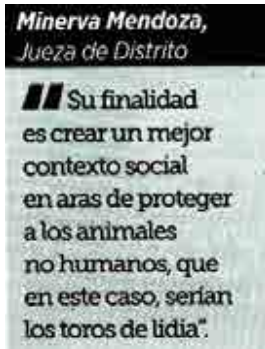 Minerva Mendoza,
Jueza de Distrito
"Su finalidad
es crear un mejor
contexto social
en aras de proteger
a los animales
no humanos, que
en este caso, serían
los toros de lidia".